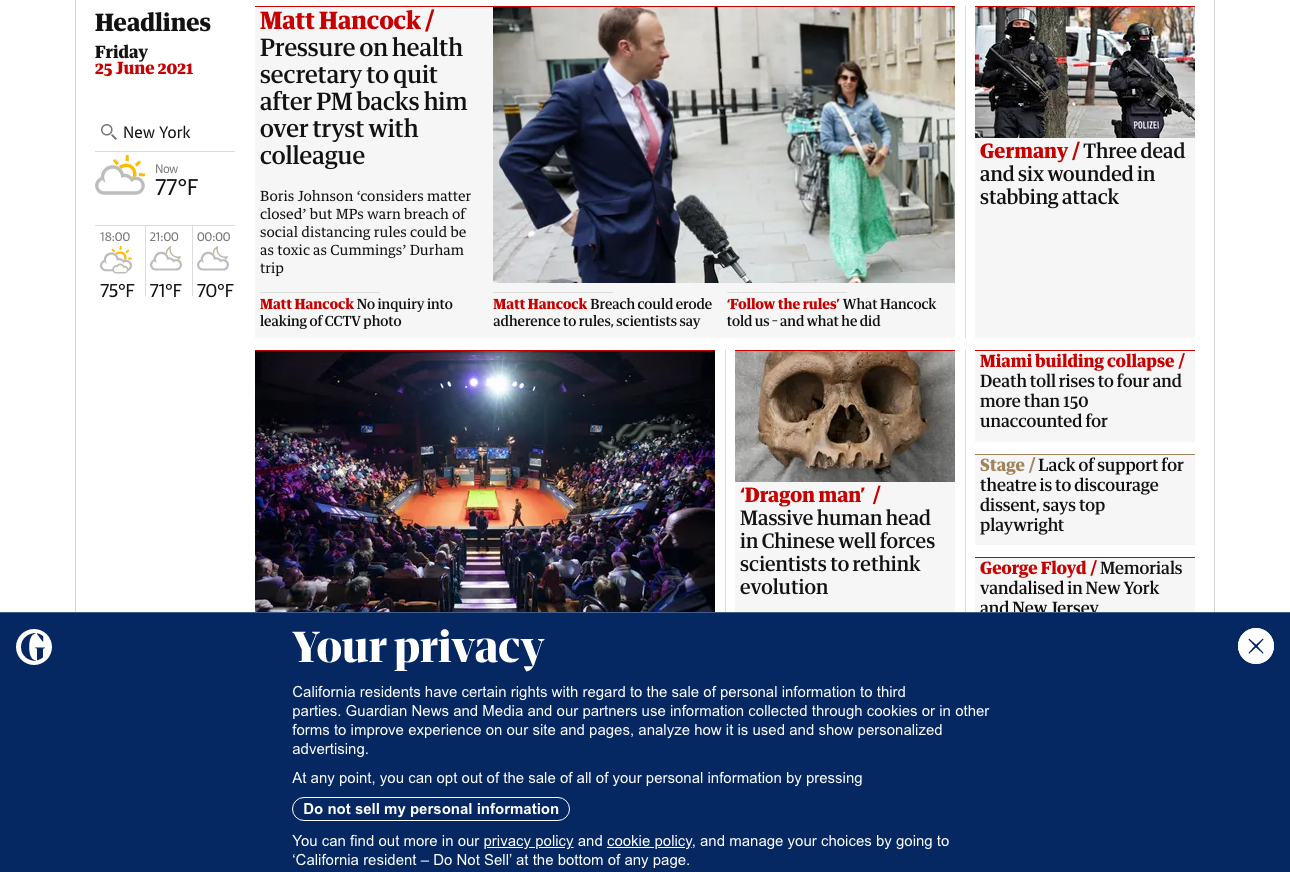 Headlines
Friday
25 June 2021
New York
Now
77°F
18:00
21:00
00:00
75°F
71°F
70°F
Matt Hancock /
Pressure on health
secretary to quit
after PM backs him
over tryst with
colleague
Boris Johnson ‘considers matter
closed’ but MPs warn breach of
social distancing rules could be
as toxic as Cummings’ Durham
trip
Matt Hancock No inquiry into
leaking of CCTV photo
Matt Hancock Breach could erode
adherence to rules, scientists say
‘Follow the rules’ What Hancock
told us – and what he did
POLIZEI
Germany / Three dead
and six wounded in
stabbing attack
‘Dragon man’ /
Massive human head
in Chinese well forces
scientists to rethink
evolution
Miami building collapse /
Death toll rises to four and
more than 150
unaccounted for
Stage / Lack of support for
theatre is to discourage
dissent, says top
playwright
George Floyd / Memorials
vandalised in New York
and New Jersey
Your privacy
California residents have certain rights with regard to the sale of personal information to third
parties. Guardian News and Media and our partners use information collected through cookies or in other
forms to improve experience on our site and pages, analyze how it is used and show personalized
advertising.
At any point, you can opt out of the sale of all of your personal information by pressing
Do not sell my personal information
You can find out more in our privacy policy and cookie policy, and manage your choices by going to
‘California resident – Do Not Sell’ at the bottom of any page.